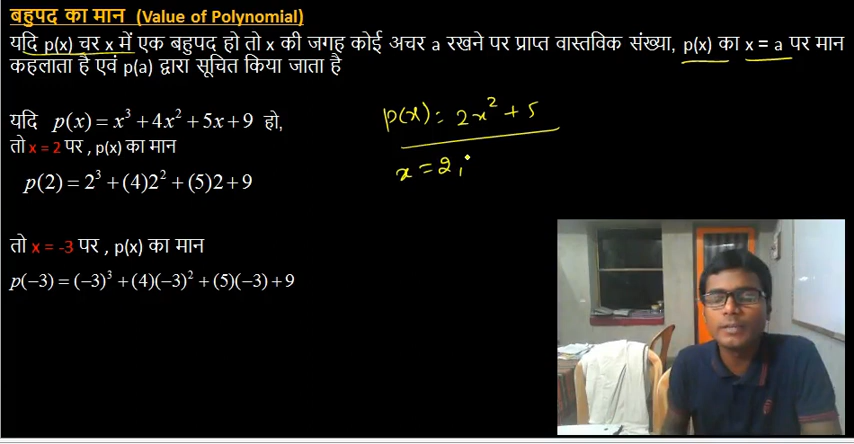 बहुपद का मान (Value of Polynomial)
यदि p(x) चर x में एक बहुपद हो तो x की जगह कोई अचर a रखने पर प्राप्त वास्तविक संख्या, p(x) का x = a पर मान
कहलाता है एवं p(a) द्वारा सूचित किया जाता है
यदि p(x) = x³ + 4x² + 5x + 9 हो,
तो x = 2 पर , p(x) का मान
p(2) = 2³ + (4)2² + (5)2 + 9
तो x = -3 पर , p(x) का मान
p(−3) = (−3)³ + (4)(−3)² + (5)(−3) + 9
p(x) = 2x² + 5
x = 2,